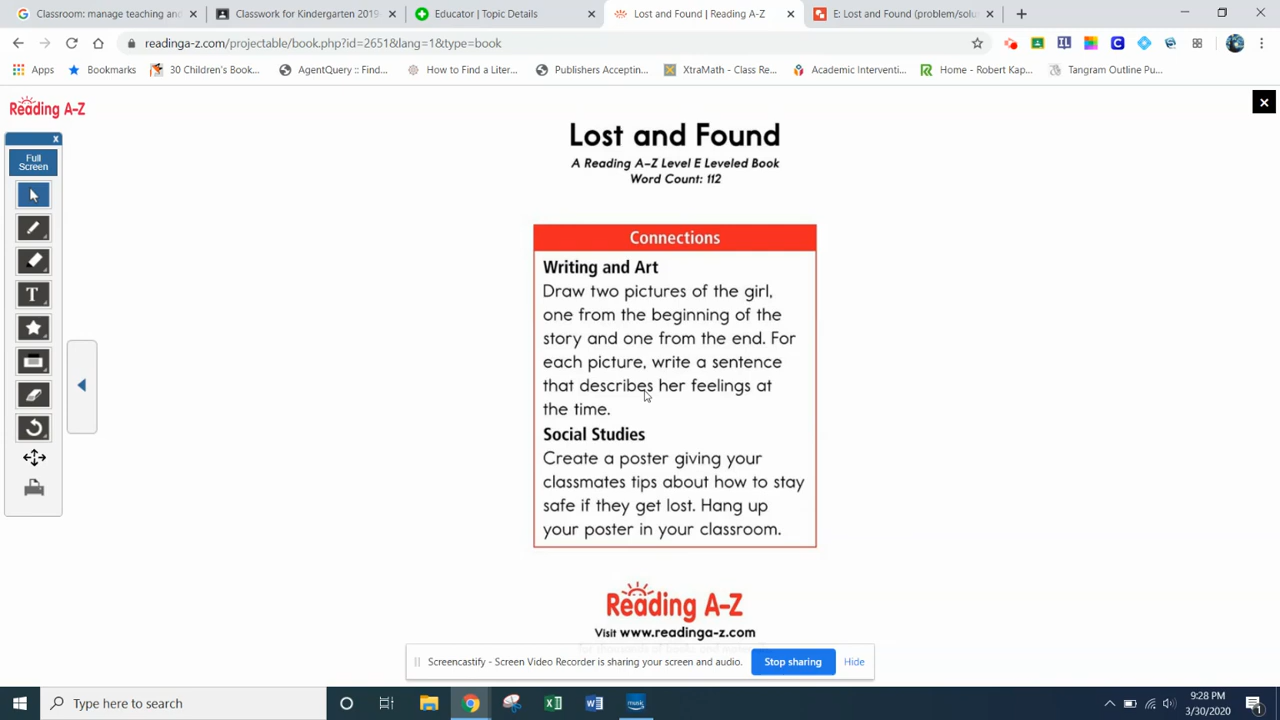 Classroom: manage teaching and
Classwork for Kindergarten 2019-
Educator | Topic Details
Lost and Found | Reading A-Z
E: Lost and Found (problem/solu
readinga-z.com/projectable/book.php?id=2651&lang=1&type=book
Apps
Bookmarks
30 Children's Book...
AgentQuery :: Find...
How to Find a Liter...
Publishers Acceptin...
XtraMath - Class Re...
Academic Interventi...
Home - Robert Kap...
Tangram Outline Pu...
Reading A-Z
x
Full
Screen
T
Lost and Found
A Reading A–Z Level E Leveled Book
Word Count: 112
Connections
Writing and Art
Draw two pictures of the girl,
one from the beginning of the
story and one from the end. For
each picture, write a sentence
that describes her feelings at
the time.
Social Studies
Create a poster giving your
classmates tips about how to stay
safe if they get lost. Hang up
your poster in your classroom.
Reading A-Z
Visit www.readinga-z.com
Screencastify - Screen Video Recorder is sharing your screen and audio.
Stop sharing
Hide
Type here to search
music
9:28 PM
3/30/2020
1